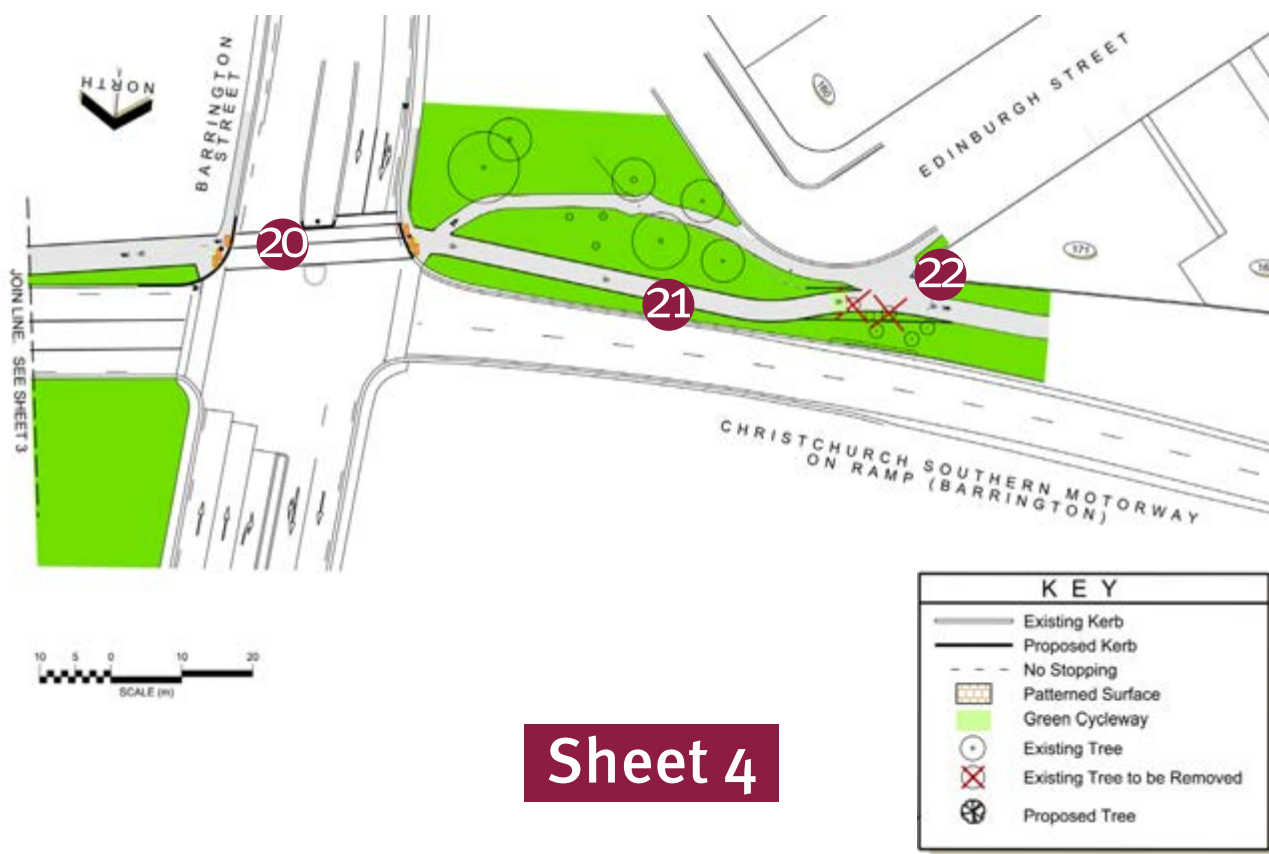 NORTH
BARRINGTON
STREET
EDINBURGH STREET
180
171
20
21
22
JOIN LINE. SEE SHEET 3
CHRISTCHURCH SOUTHERN MOTORWAY
ON RAMP (BARRINGTON)
10 5 0 10 20
SCALE (m)
Sheet 4
KEY
Existing Kerb
Proposed Kerb
No Stopping
Patterned Surface
Green Cycleway
Existing Tree
Existing Tree to be Removed
Proposed Tree